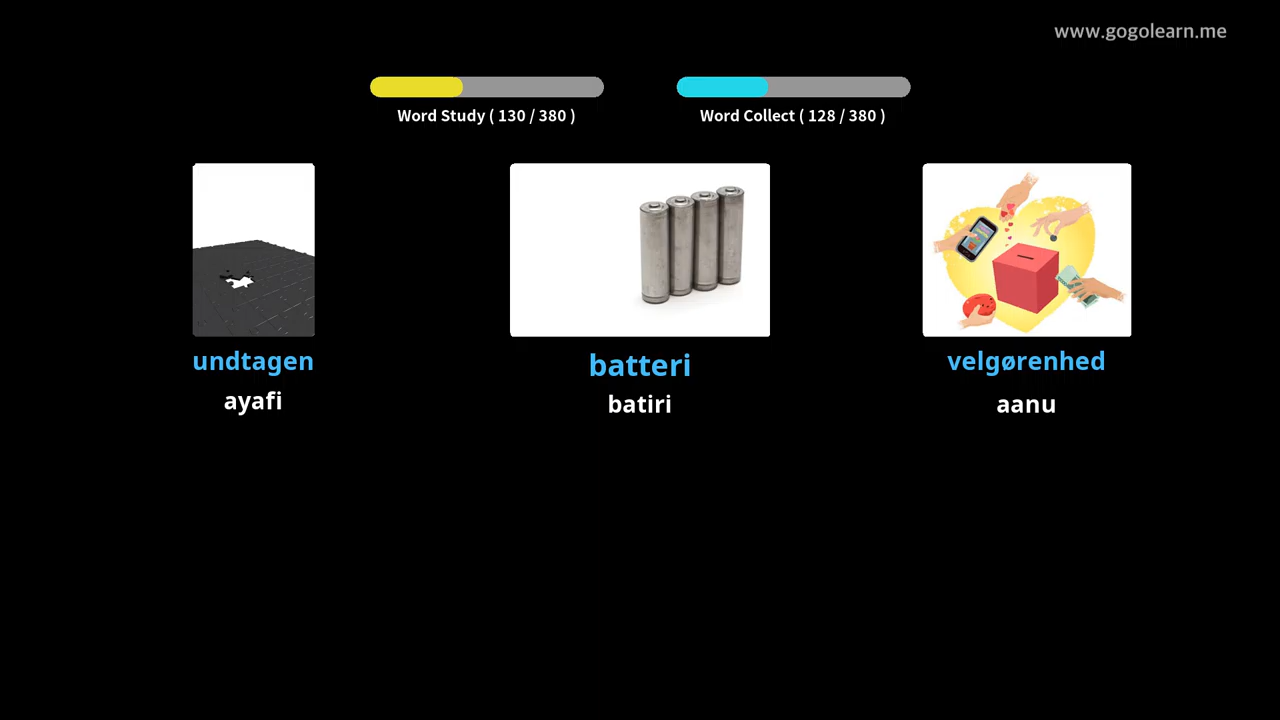 www.gogolearn.me
Word Study ( 130 / 380 )
Word Collect ( 128 / 380 )
undtagen
batteri
velgørenhed
ayafi
batiri
aanu